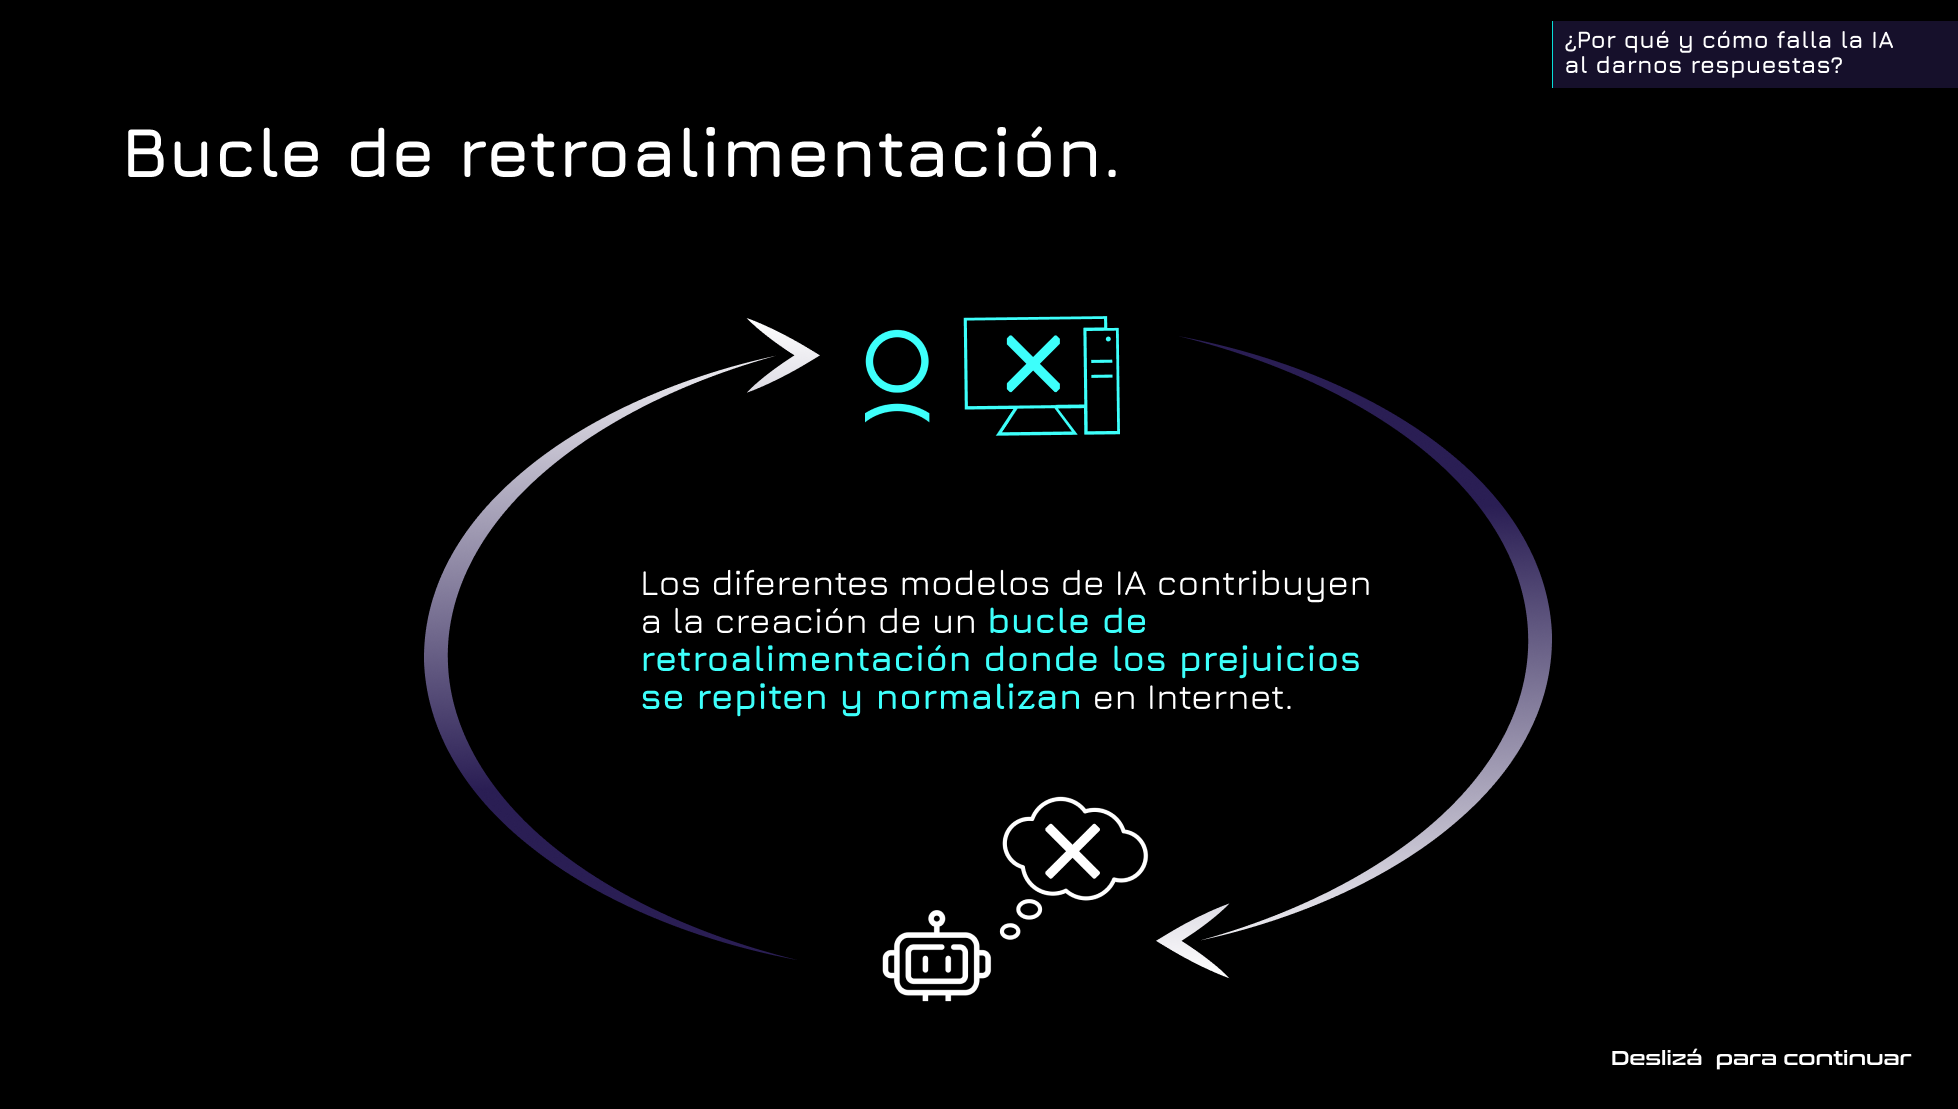 ¿Por qué y cómo falla la IA
al darnos respuestas?
Bucle de retroalimentación.
Los diferentes modelos de IA contribuyen
a la creación de un bucle de
retroalimentación donde los prejuicios
se repiten y normalizan en Internet.
Deslizá para continuar